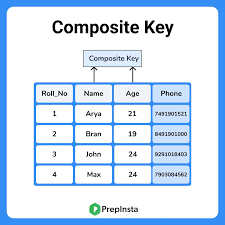 Composite Key
Composite Key
Roll_No Name Age Phone
1 Arya 21 7491901521
2 Bran 19 8491901000
3 John 24 9291018403
4 Max 24 7903084562
PrepInsta